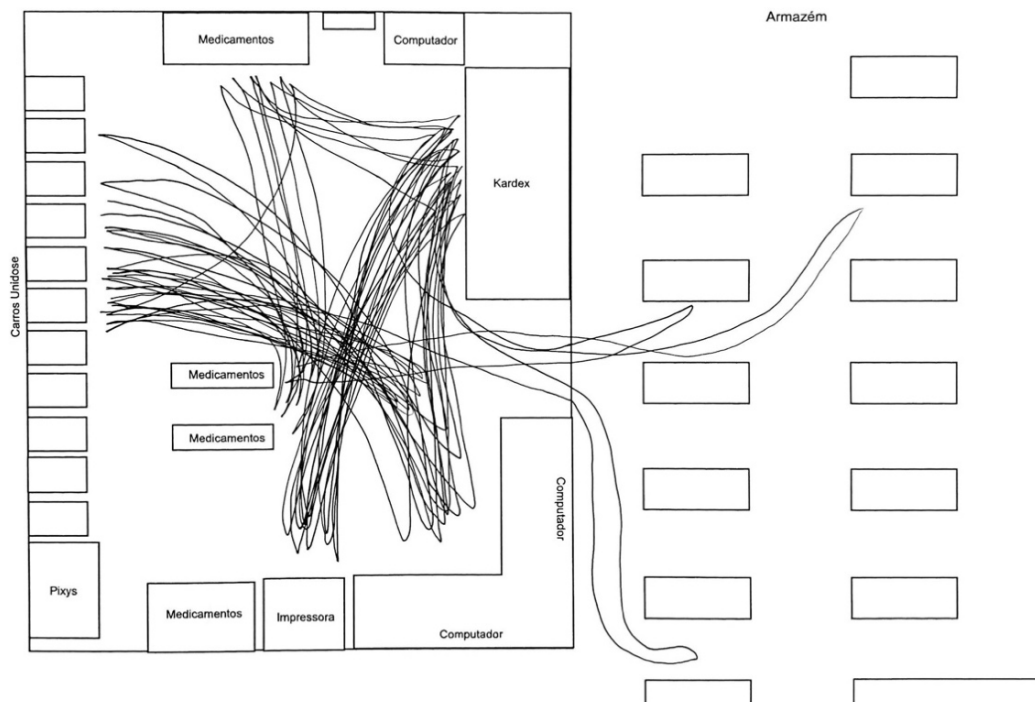 Armazém
Medicamentos
Computador
Kardex
Carros Unidose
Medicamentos
Medicamentos
Computador
Pixys
Medicamentos
Impressora
Computador